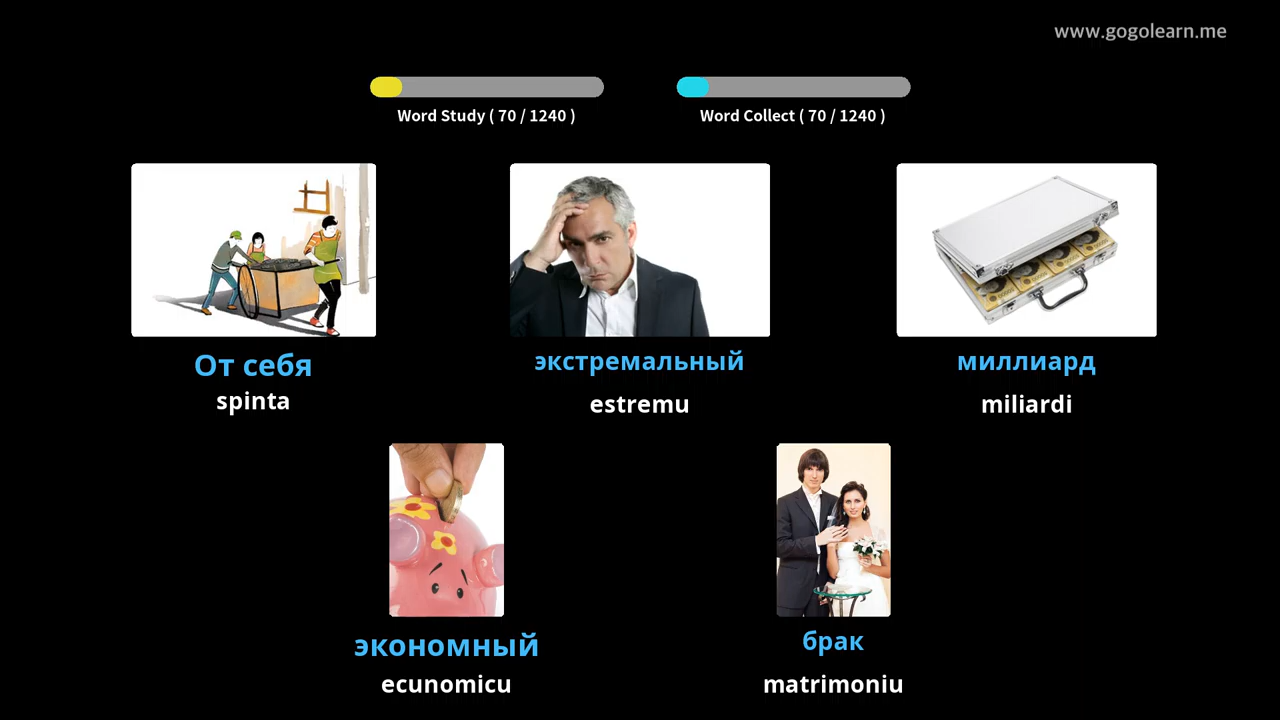 www.gogolearn.me
Word Study ( 70 / 1240 )
Word Collect ( 70 / 1240 )
От себя
spinta
экстремальный
estremu
миллиард
miliardi
экономный
ecunomicu
брак
matrimoniu